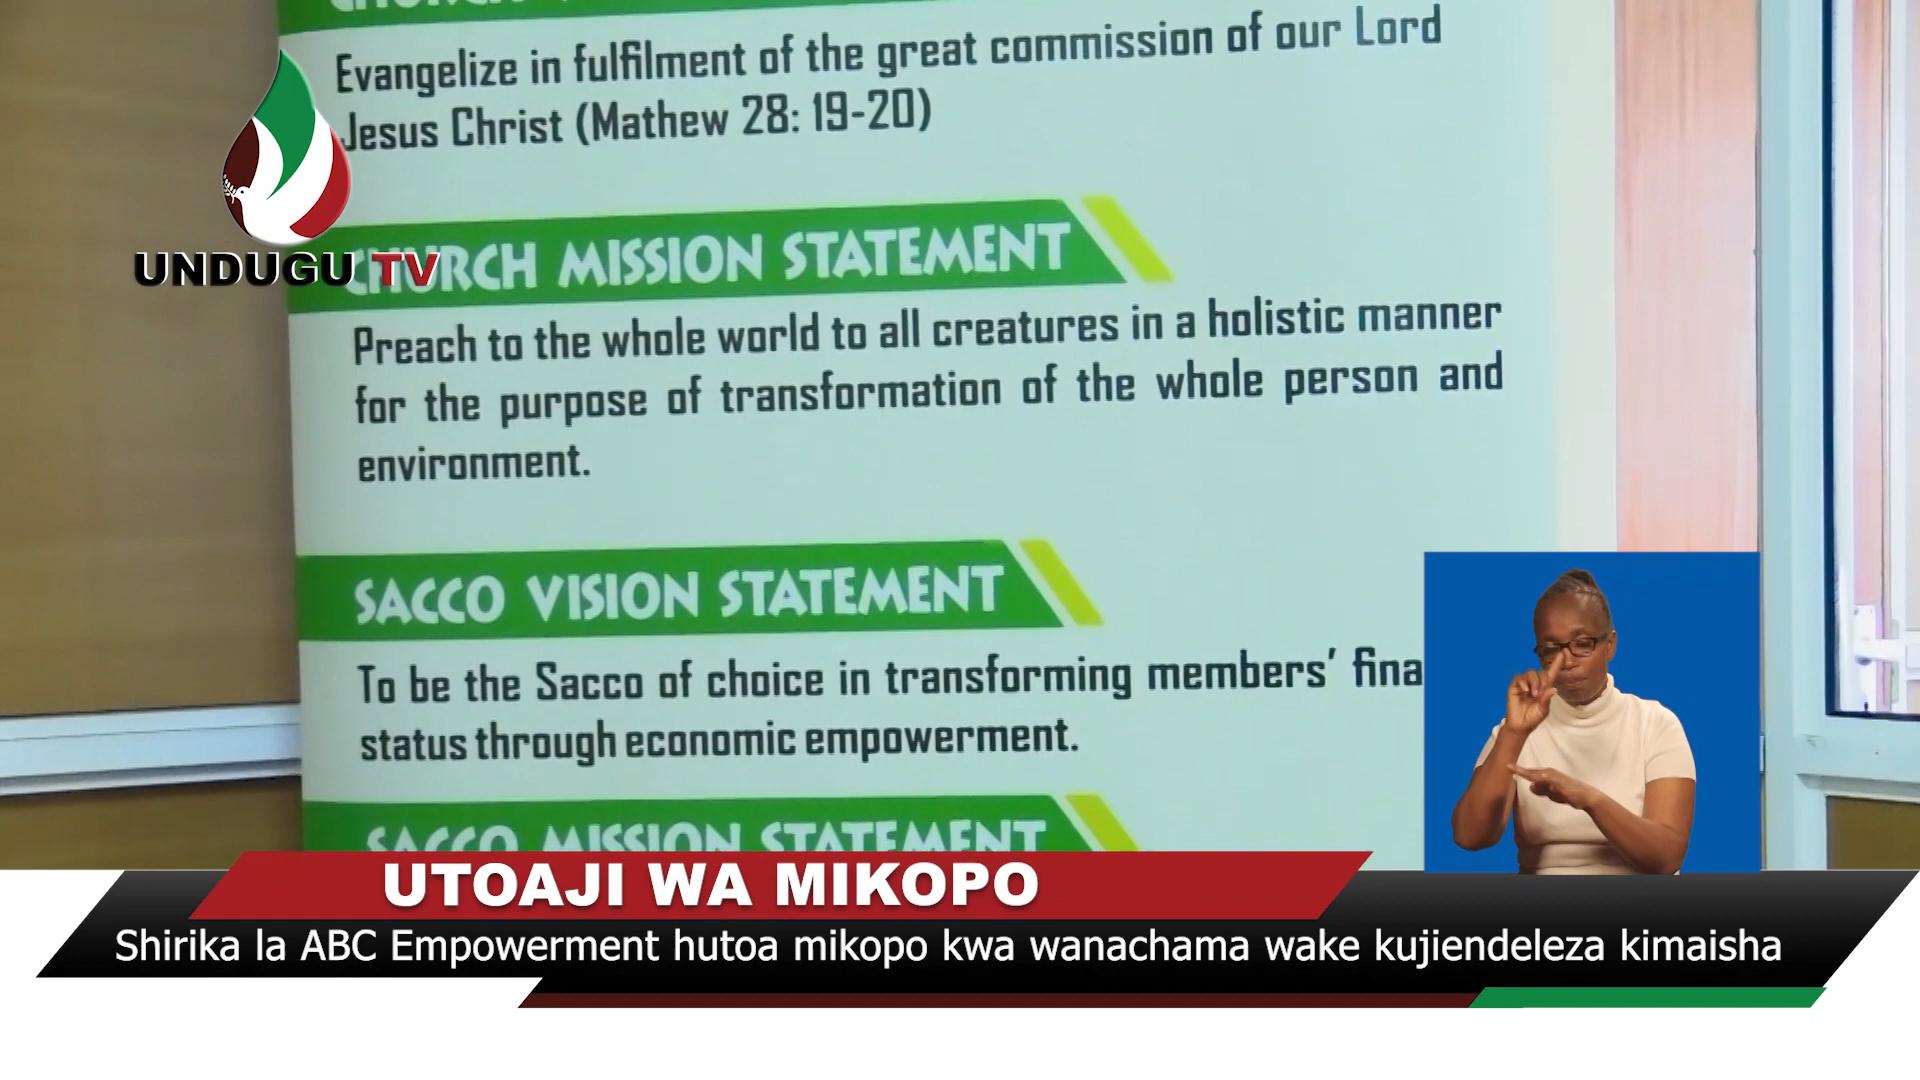 CHURCH
Evangelize in fulfilment of the great commission of our Lord
Jesus Christ (Mathew 28: 19-20)
UNDUGU TV
CHURCH MISSION STATEMENT
Preach to the whole world to all creatures in a holistic manner
for the purpose of transformation of the whole person and
environment.
SACCO VISION STATEMENT
To be the Sacco of choice in transforming members' fina
status through economic empowerment.
SACCO MISSION STATEMENT
UTOAJI WA MIKOPO
Shirika la ABC Empowerment hutoa mikopo kwa wanachama wake kujiendeleza kimaisha